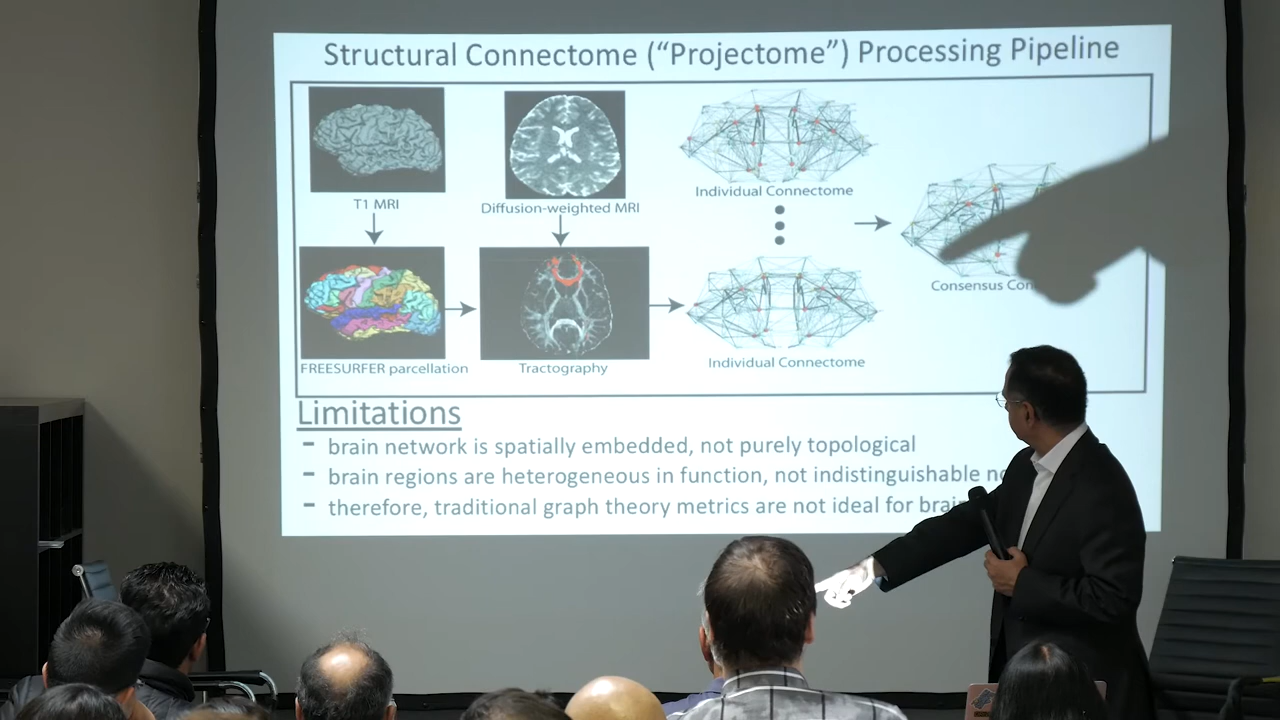 Structural Connectome (“Projectome”) Processing Pipeline
T1 MRI
Diffusion-weighted MRI
Individual Connectome
Consensus
FREESURFER parcellation
Tractography
Individual Connectome
Limitations
- brain network is spatially embedded, not purely topological
- brain regions are heterogeneous in function, not indistinguishable
- therefore, traditional graph theory metrics are not ideal for brain